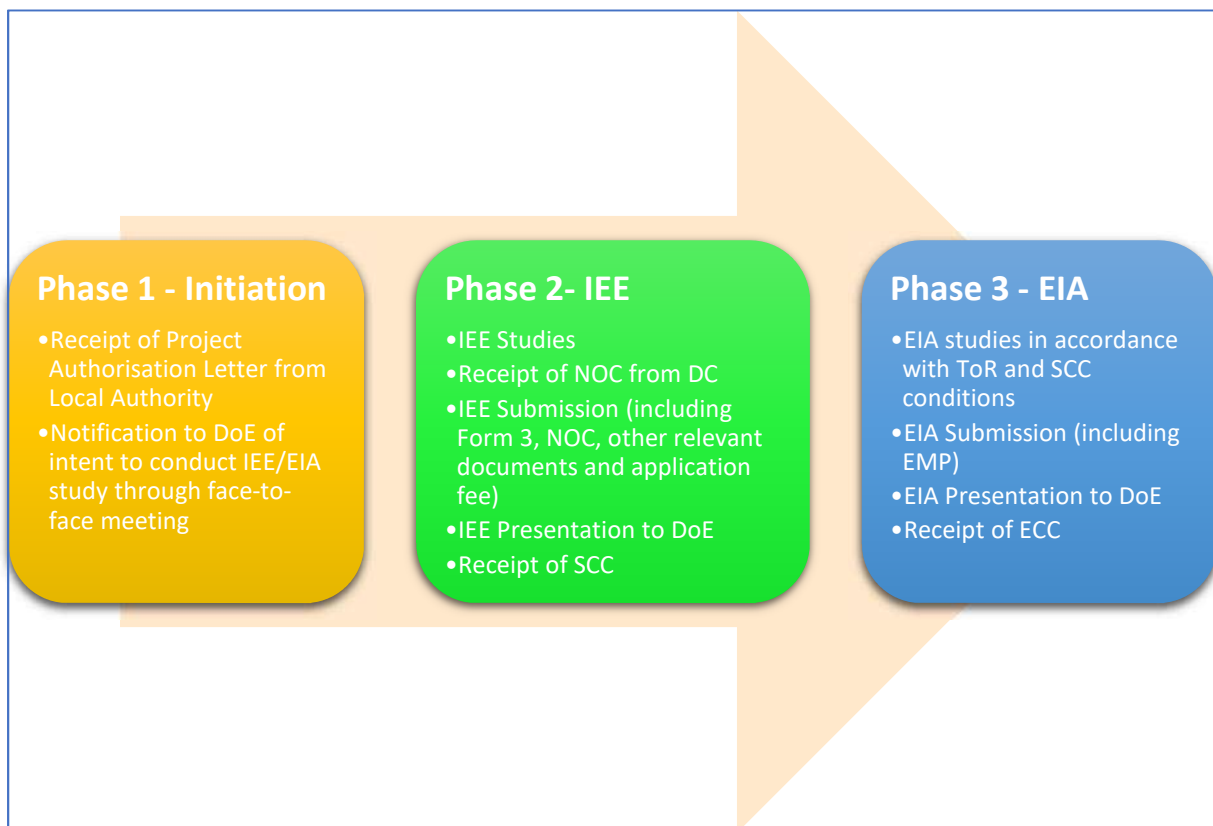 Phase 1 - Initiation
•Receipt of Project
Authorisation Letter from
Local Authority
•Notification to DoE of
intent to conduct IEE/EIA
study through face-to-
face meeting
Phase 2- IEE
•IEE Studies
•Receipt of NOC from DC
•IEE Submission (including
Form 3, NOC, other relevant
documents and application
fee)
•IEE Presentation to DoE
•Receipt of SCC
Phase 3 - EIA
•EIA studies in accordance
with ToR and SCC
conditions
•EIA Submission (including
EMP)
•EIA Presentation to DoE
•Receipt of ECC